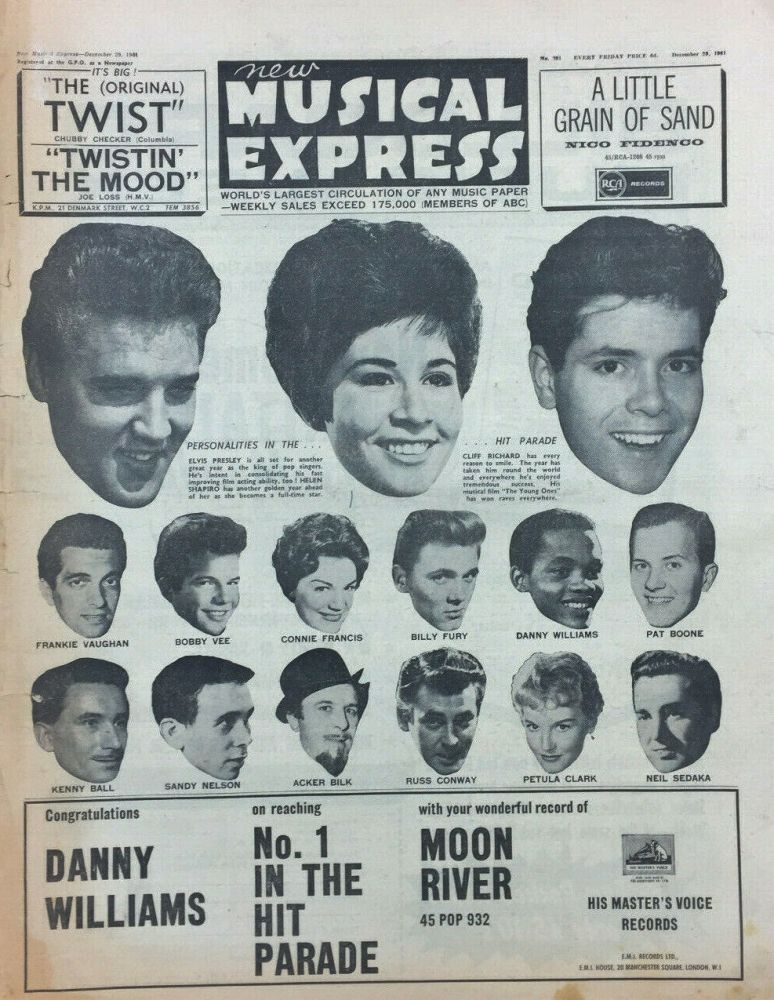 New Musical Express—December 29, 1961
Registered at the G.P.O. as a Newspaper
No. 781 EVERY FRIDAY PRICE 6d. December 29, 1961
IT'S BIG!
"THE (ORIGINAL)
TWIST"
CHUBBY CHECKER (Columbia)
"TWISTIN'
THE MOOD"
JOE LOSS (H.M.V.)
K.P.M., 21 DENMARK STREET, W.C.2 TEM 3856
new
MUSICAL
EXPRESS
WORLD'S LARGEST CIRCULATION OF ANY MUSIC PAPER
—WEEKLY SALES EXCEED 175,000 (MEMBERS OF ABC)
A LITTLE
GRAIN OF SAND
NICO FIDENCO
45/RCA-1266 45 rpm
RCA RECORDS
PERSONALITIES IN THE . . .
ELVIS PRESLEY is all set for another
great year as the king of pop singers.
He's intent in consolidating his fast
improving film acting ability, too! HELEN
SHAPIRO has another golden year ahead
of her as she becomes a full-time star.
. . . HIT PARADE
CLIFF RICHARD has every
reason to smile. The year has
taken him round the world
and everywhere he's enjoyed
tremendous success. His
musical film "The Young Ones"
has won raves everywhere.
FRANKIE VAUGHAN
BOBBY VEE
CONNIE FRANCIS
BILLY FURY
DANNY WILLIAMS
PAT BOONE
KENNY BALL
SANDY NELSON
ACKER BILK
RUSS CONWAY
PETULA CLARK
NEIL SEDAKA
Congratulations
DANNY
WILLIAMS
on reaching
No. 1
IN THE
HIT
PARADE
with your wonderful record of
MOON
RIVER
45 POP 932
HIS MASTER'S VOICE
HIS MASTER'S VOICE
RECORDS
E.M.I. RECORDS LTD.,
E.M.I. HOUSE, 20 MANCHESTER SQUARE, LONDON, W.1